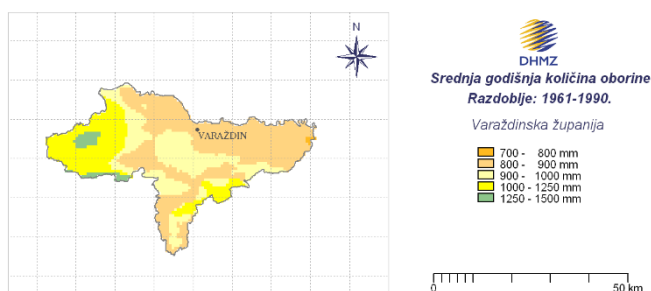 N
VARAŽDIN
DHMZ
Srednja godišnja količina oborine
Razdoblje: 1961-1990.
Varaždinska županija
700 - 800 mm
800 - 900 mm
900 - 1000 mm
1000 - 1250 mm
1250 - 1500 mm
0 50 km